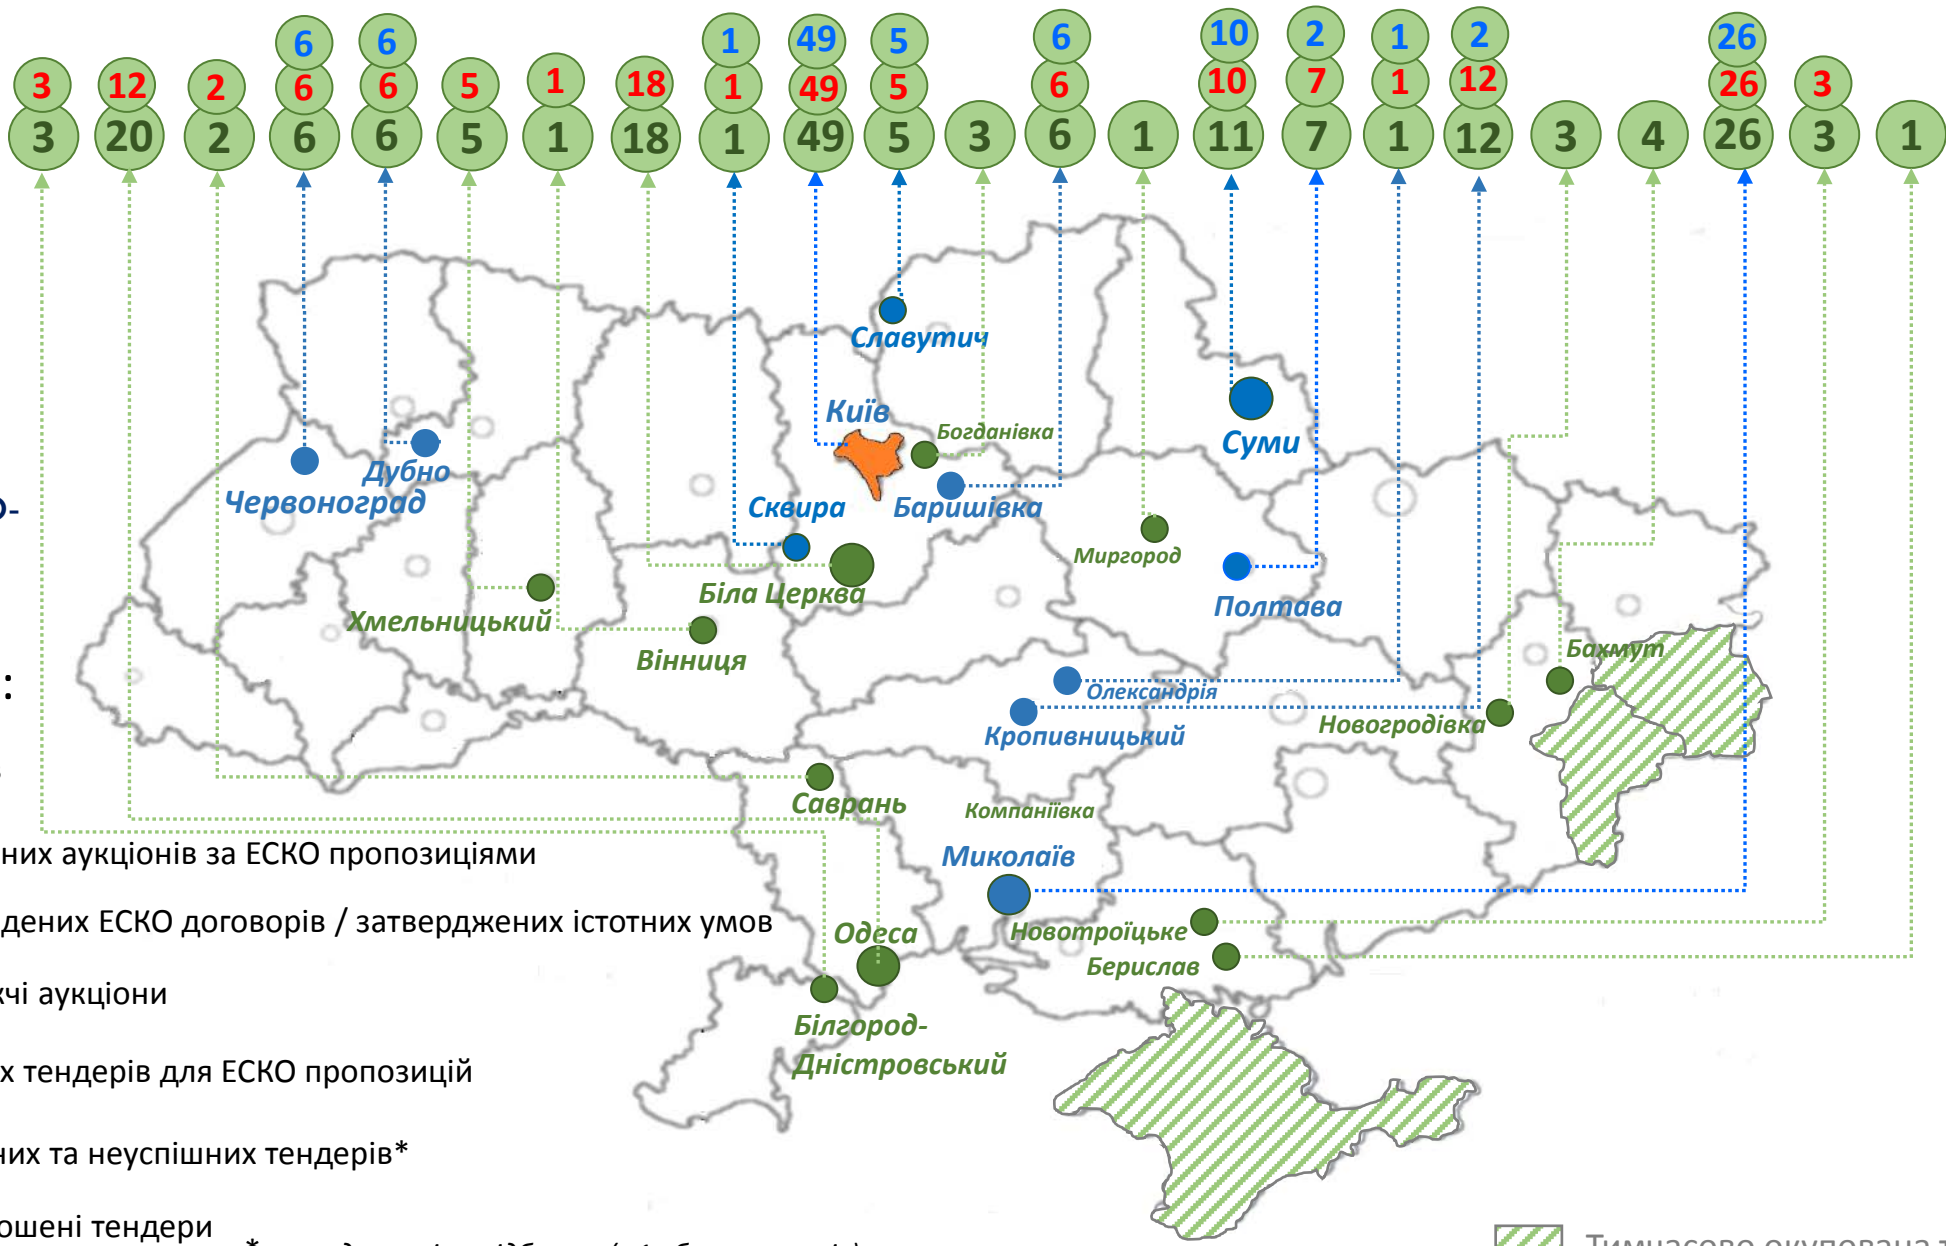 6 6 1 49 5 6 10 2 1 2 26
3 12 2 6 6 5 1 18 1 49 5 6 10 7 1 12 26 3
3 20 2 6 6 5 1 18 1 49 5 3 6 1 11 7 1 12 3 4 26 3 1
Славутич
Київ
Богданівка
Суми
Дубно
Червоноград
Сквира
Баришівка
Миргород
Біла Церква
Полтава
Хмельницький
Вінниця
Бахмут
Олександрія
Новогродівка
Кропивницький
Саврань
Компаніївка
Миколаїв
Одеса
Новотроїцьке
Берислав
Білгород-
Дністровський
:
них аукціонів за ЕСКО пропозиціями
дених ЕСКО договорів / затверджених істотних умов
чі аукціони
х тендерів для ЕСКО пропозицій
них та неуспішних тендерів*
ошені тендери
*
Тимчасово окупована